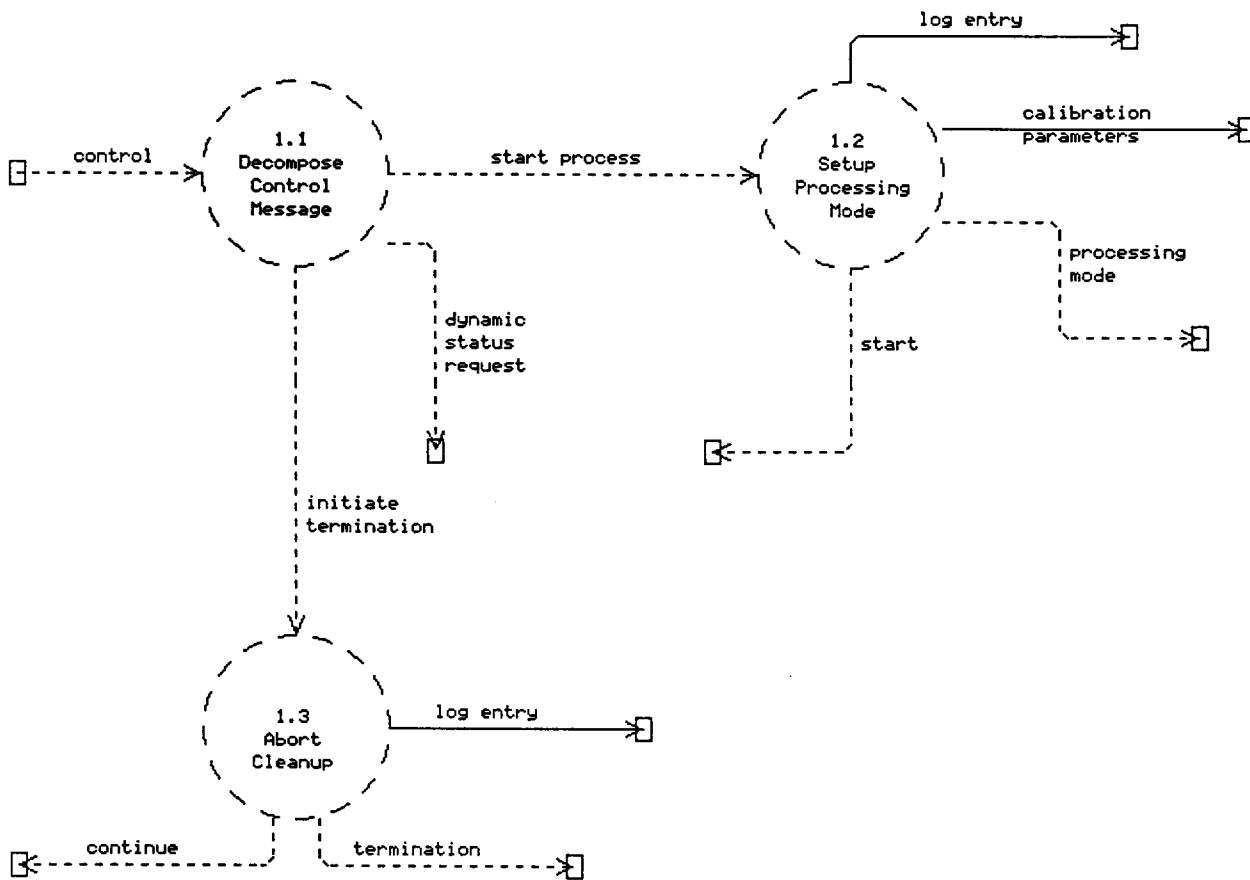 log entry
1.1
Decompose
Control
Message
control
start process
1.2
Setup
Processing
Mode
calibration
parameters
processing
mode
dynamic
status
request
start
initiate
termination
1.3
Abort
Cleanup
log entry
continue
termination